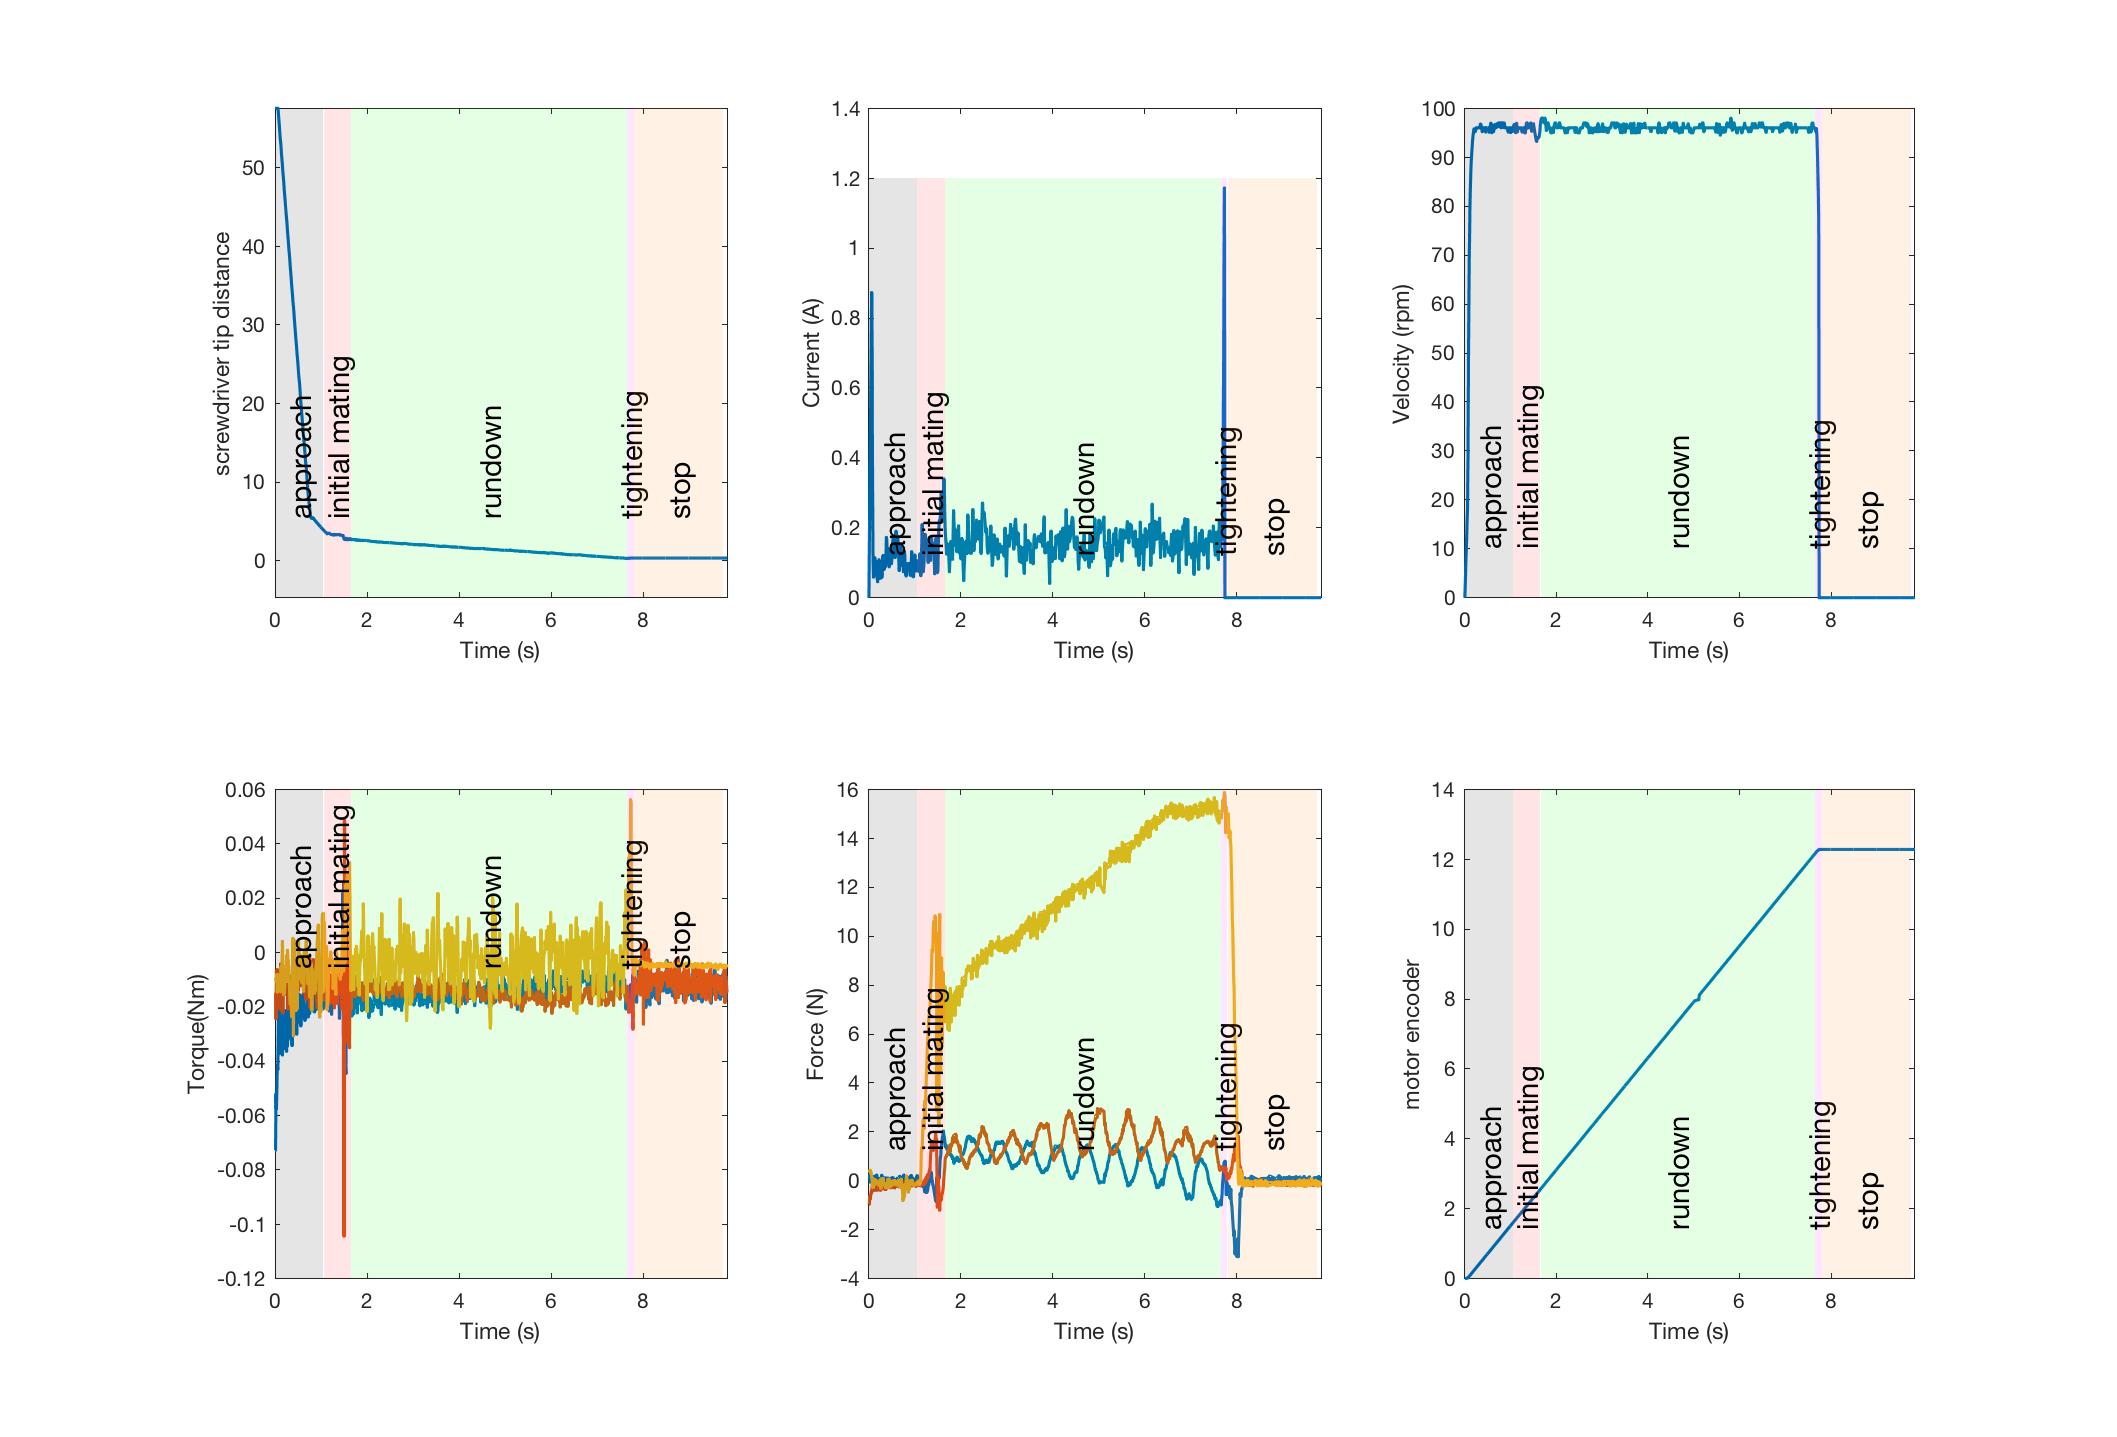 50
40
30
20
10
0
screwdriver tip distance
approach
initial mating
rundown
tightening
stop
0 2 4 6 8
Time (s)
1.4
1.2
1
0.8
0.6
0.4
0.2
0
Current (A)
approach
initial mating
rundown
tightening
stop
0 2 4 6 8
Time (s)
100
90
80
70
60
50
40
30
20
10
0
Velocity (rpm)
approach
initial mating
rundown
tightening
stop
0 2 4 6 8
Time (s)
0.06
0.04
0.02
0
-0.02
-0.04
-0.06
-0.08
-0.1
-0.12
Torque(Nm)
approach
initial mating
rundown
tightening
stop
0 2 4 6 8
Time (s)
16
14
12
10
8
6
4
2
0
-2
-4
Force (N)
approach
initial mating
rundown
tightening
stop
0 2 4 6 8
Time (s)
14
12
10
8
6
4
2
0
motor encoder
approach
initial mating
rundown
tightening
stop
0 2 4 6 8
Time (s)